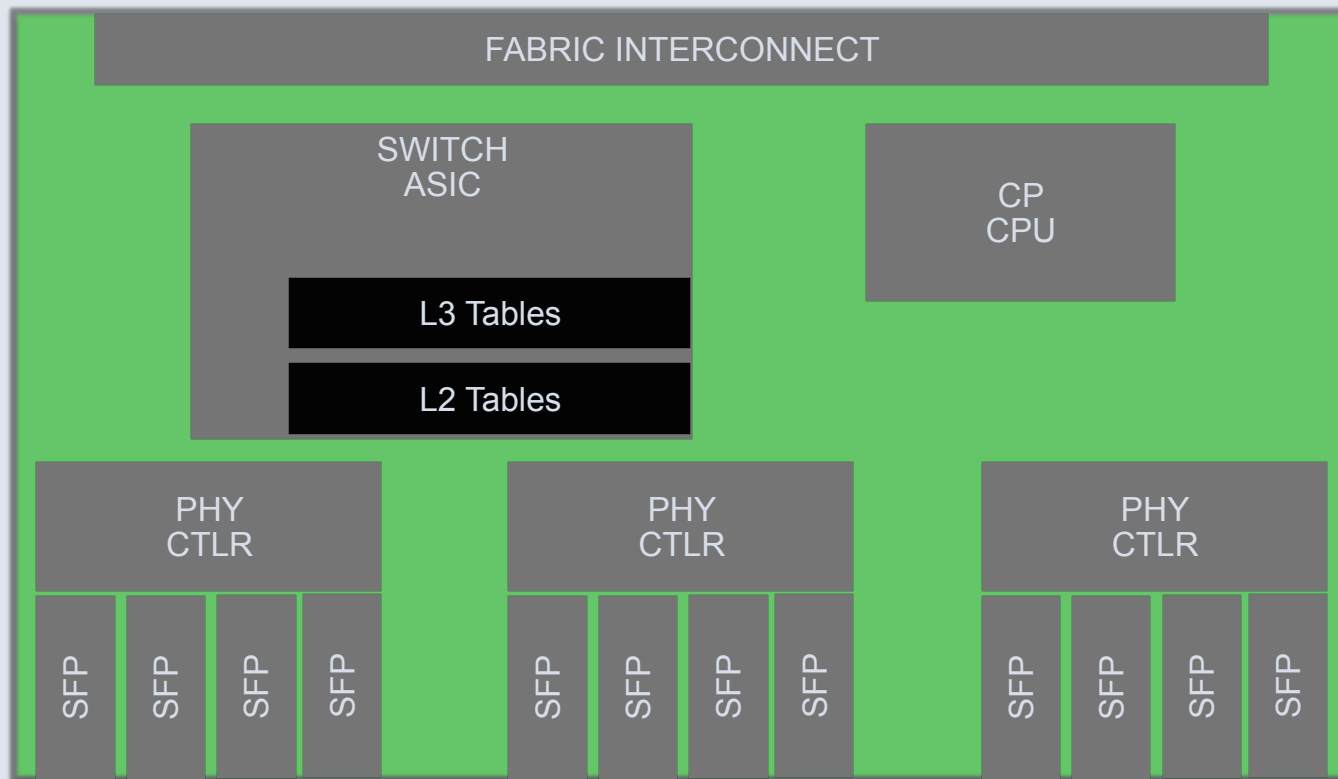 FABRIC INTERCONNECT
SWITCH
ASIC
CP
CPU
L3 Tables
L2 Tables
PHY
CTLR
PHY
CTLR
PHY
CTLR
SFP
SFP
SFP
SFP
SFP
SFP
SFP
SFP
SFP
SFP
SFP
SFP